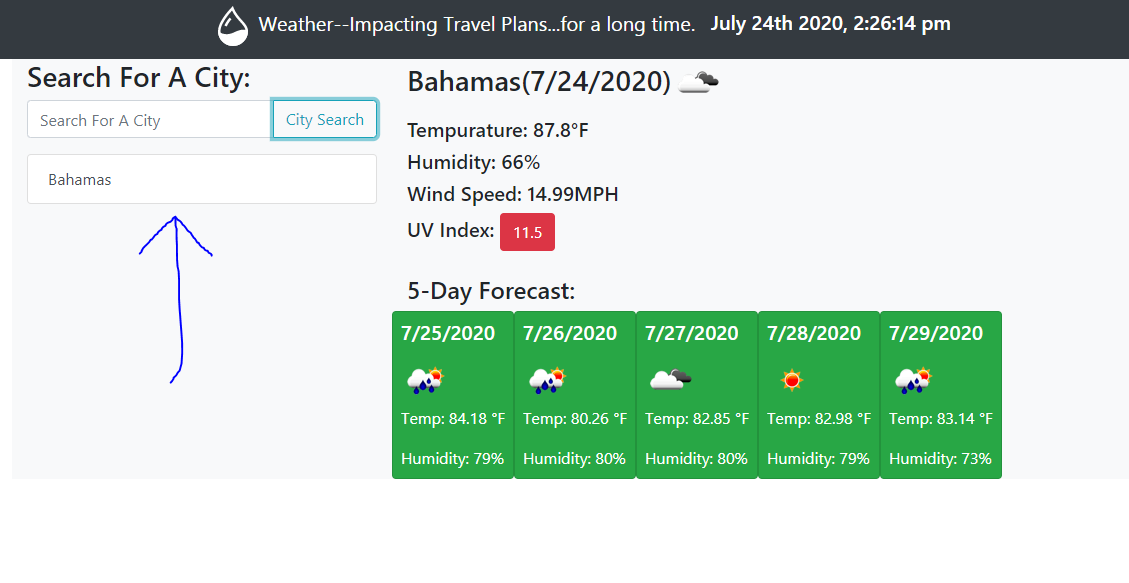 Weather--Impacting Travel Plans...for a long time. July 24th 2020, 2:26:14 pm
Search For A City:
Search For A City City Search
Bahamas
Bahamas(7/24/2020)
Tempurature: 87.8°F
Humidity: 66%
Wind Speed: 14.99MPH
UV Index: 11.5
5-Day Forecast:
7/25/2020
Temp: 84.18 °F
Humidity: 79%
7/26/2020
Temp: 80.26 °F
Humidity: 80%
7/27/2020
Temp: 82.85 °F
Humidity: 80%
7/28/2020
Temp: 82.98 °F
Humidity: 79%
7/29/2020
Temp: 83.14 °F
Humidity: 73%